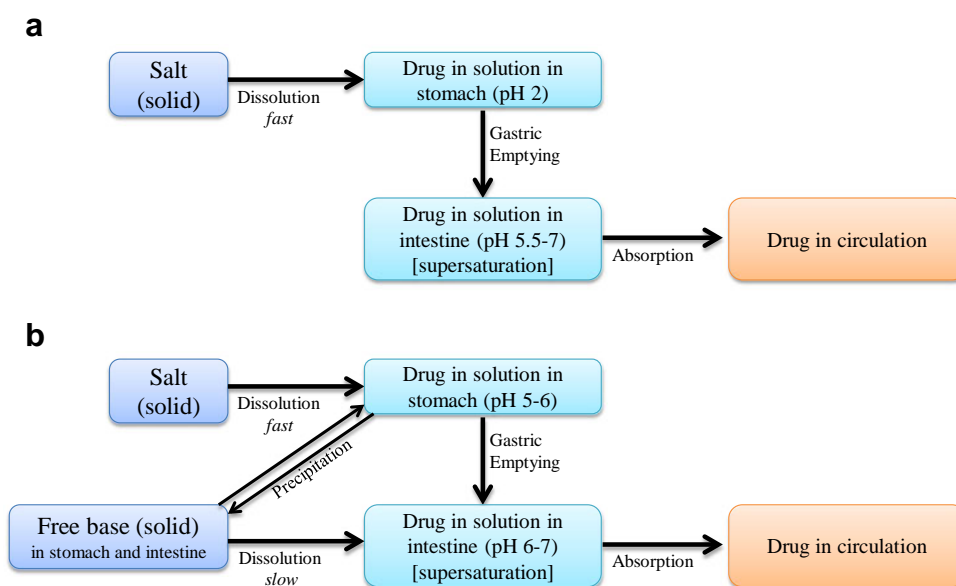 a
Salt
(solid)
Dissolution
fast
Drug in solution in
stomach (pH 2)
Gastric
Emptying
Drug in solution in
intestine (pH 5.5-7)
[supersaturation]
Absorption
Drug in circulation
b
Salt
(solid)
Dissolution
fast
Drug in solution in
stomach (pH 5-6)
Precipitation
Gastric
Emptying
Free base (solid)
in stomach and intestine
Dissolution
slow
Drug in solution in
intestine (pH 6-7)
[supersaturation]
Absorption
Drug in circulation